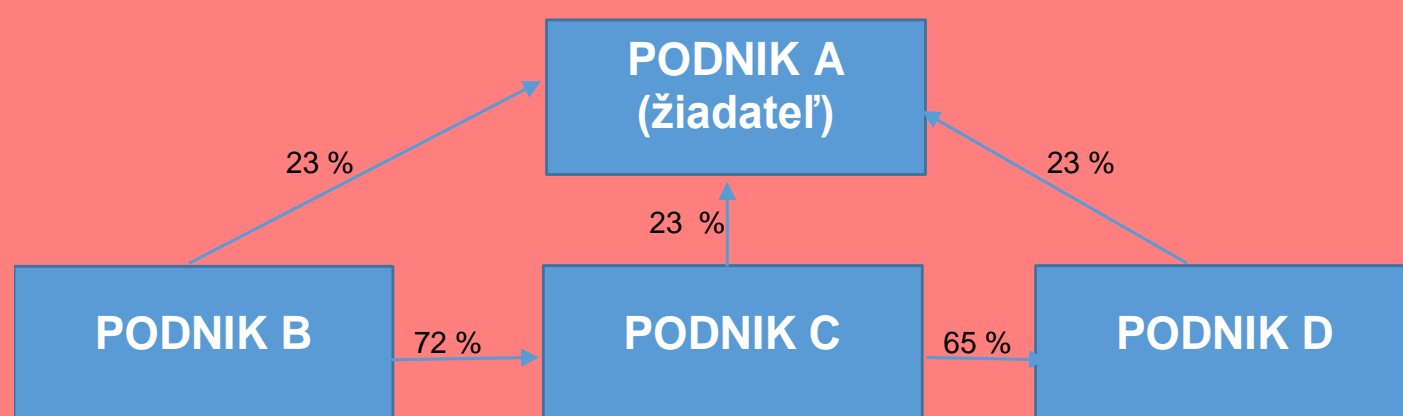 PODNIK A
(žiadateľ)
23 %
23 %
23 %
PODNIK B
72 %
PODNIK C
65 %
PODNIK D